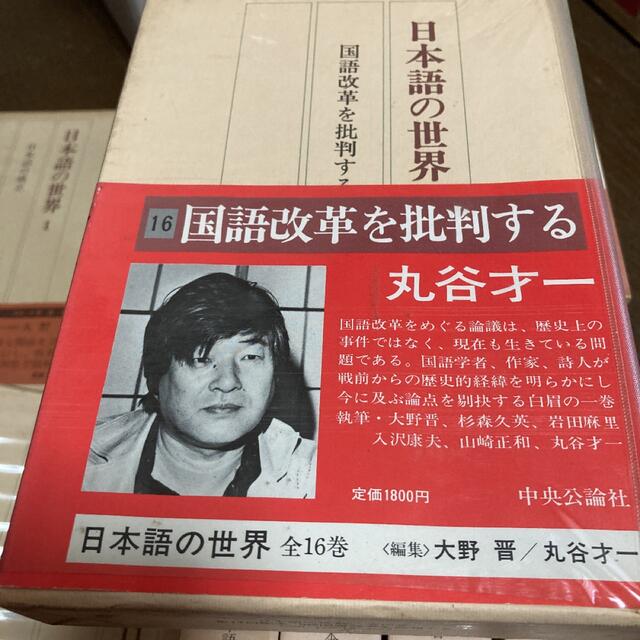 日本語の世界
国語改革を批判する
16 国語改革を批判する
丸谷才一
国語改革をめぐる論議は、歴史上の
事件ではなく、現在も生きている問
題である。国語学者、作家、詩人が
戦前からの歴史的経緯を明らかにし
今に及ぶ論点を剔抉する白眉の一巻
執筆・大野晋、杉森久英、岩田麻里
入沢康夫、山崎正和、丸谷才一
定価1800円
中央公論社
日本語の世界 全16巻 〈編集〉大野 晋/丸谷才一
日本語の世界